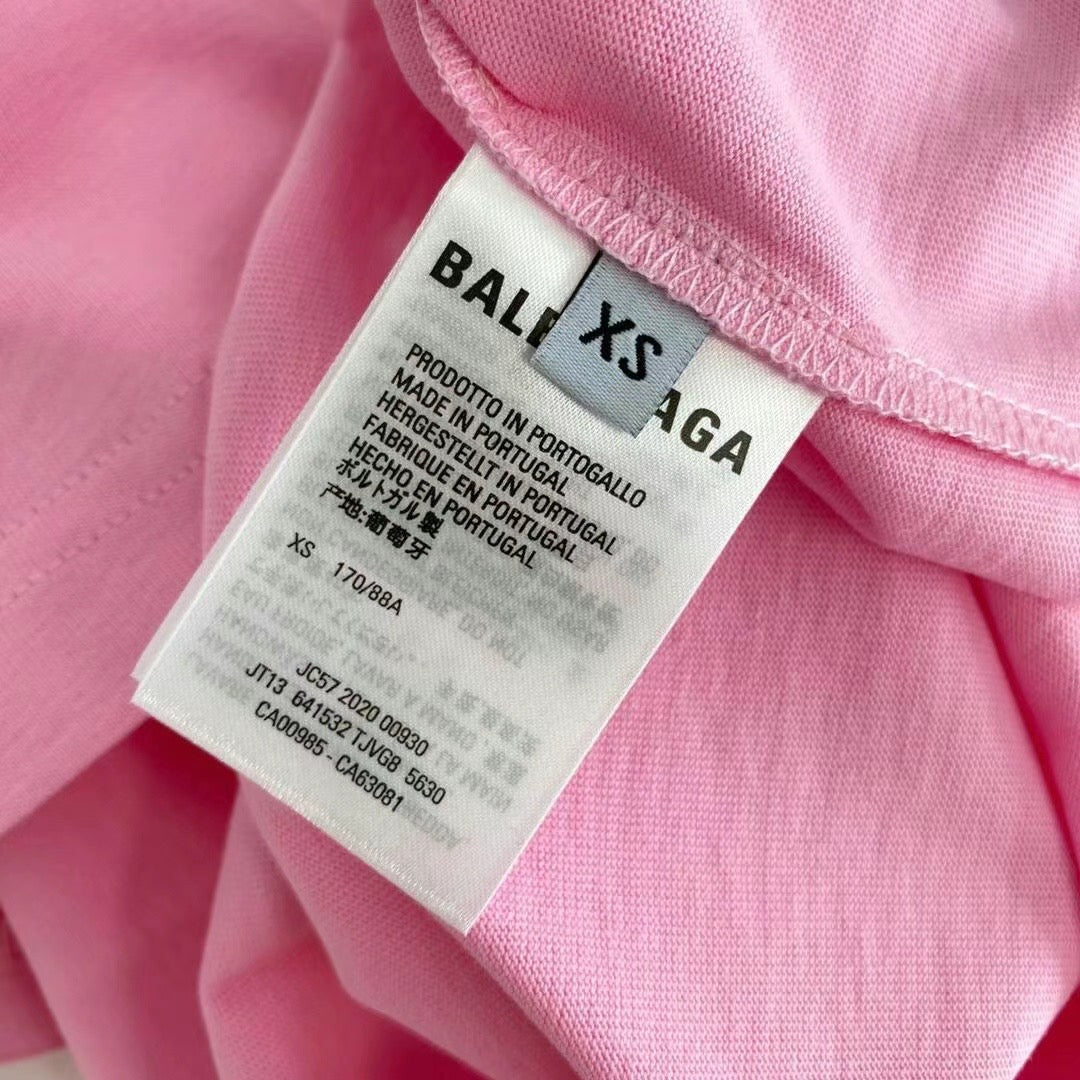 BALE AGA
XS
PRODOTTO IN PORTOGALLO
MADE IN PORTUGAL
HERGESTELLT IN PORTUGAL
FABRIQUE EN PORTUGAL
HECHO EN PORTUGAL
ポルトガル製
产地:葡萄牙
XS 170/88A
JC57 2020 00930
JT13 641532 TJVG8 5630
CA00985 - CA63081